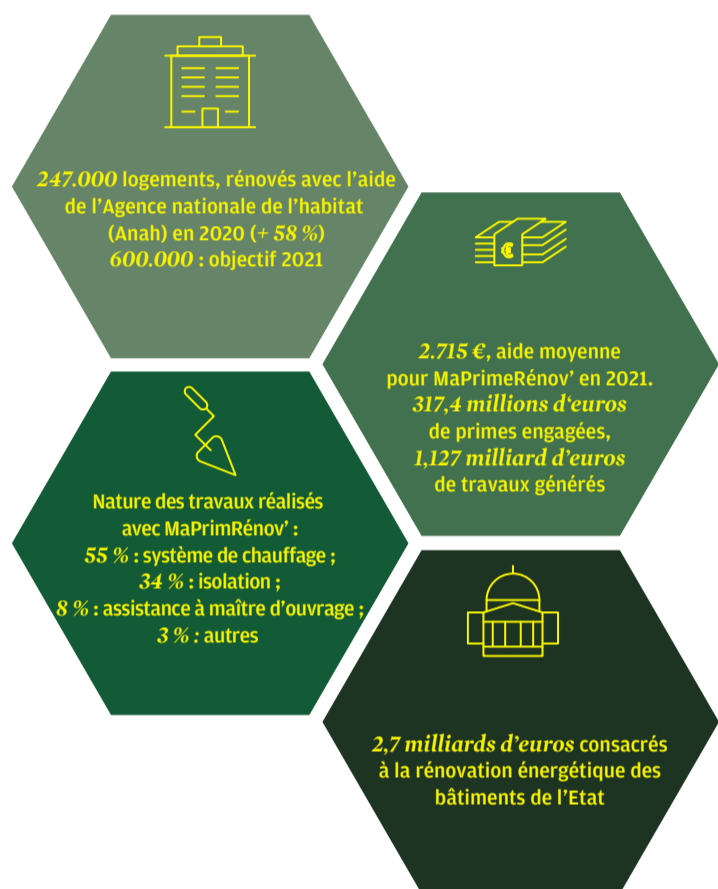 247.000 logements, rénovés avec l’aide
de l’Agence nationale de l’habitat
(Anah) en 2020 (+ 58 %)
600.000 : objectif 2021
€
2.715 €, aide moyenne
pour MaPrimeRénov’ en 2021.
317,4 millions d‘euros
de primes engagées,
1,127 milliard d’euros
de travaux générés
Nature des travaux réalisés
avec MaPrimRénov’ :
55 % : système de chauffage ;
34 % : isolation ;
8 % : assistance à maître d’ouvrage ;
3 % : autres
2,7 milliards d’euros consacrés
à la rénovation énergétique des
bâtiments de l’Etat